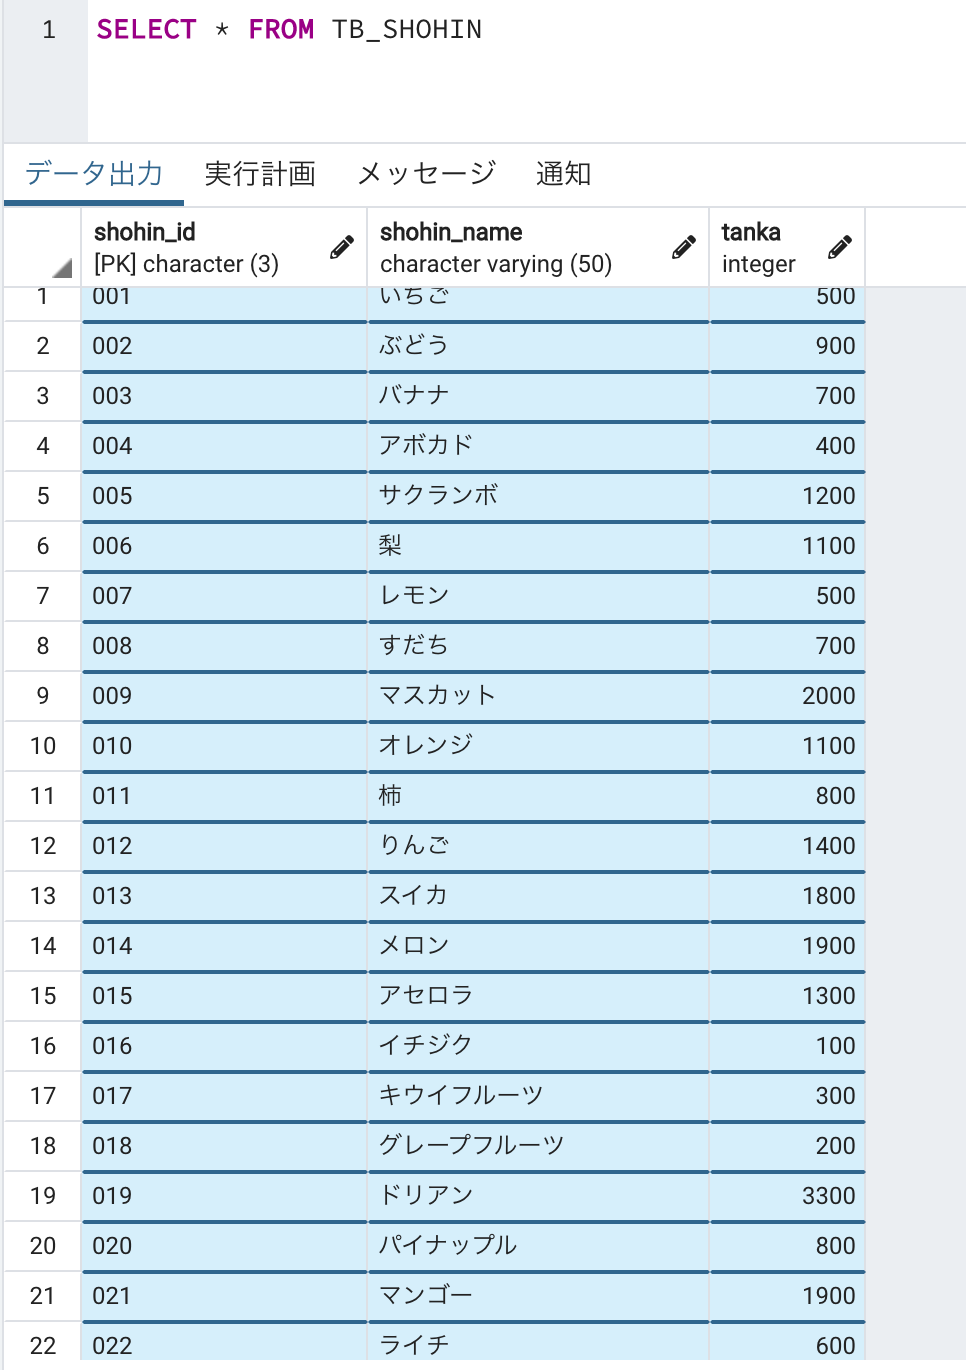 1 SELECT * FROM TB_SHOHIN
データ出力 実行計画 メッセージ 通知
shohin_id shohin_name tanka
[PK] character (3) character varying (50) integer
1 001 いちご 500
2 002 ぶどう 900
3 003 バナナ 700
4 004 アボカド 400
5 005 サクランボ 1200
6 006 梨 1100
7 007 レモン 500
8 008 すだち 700
9 009 マスカット 2000
10 010 オレンジ 1100
11 011 柿 800
12 012 りんご 1400
13 013 スイカ 1800
14 014 メロン 1900
15 015 アセロラ 1300
16 016 イチジク 100
17 017 キウイフルーツ 300
18 018 グレープフルーツ 200
19 019 ドリアン 3300
20 020 パイナップル 800
21 021 マンゴー 1900
22 022 ライチ 600